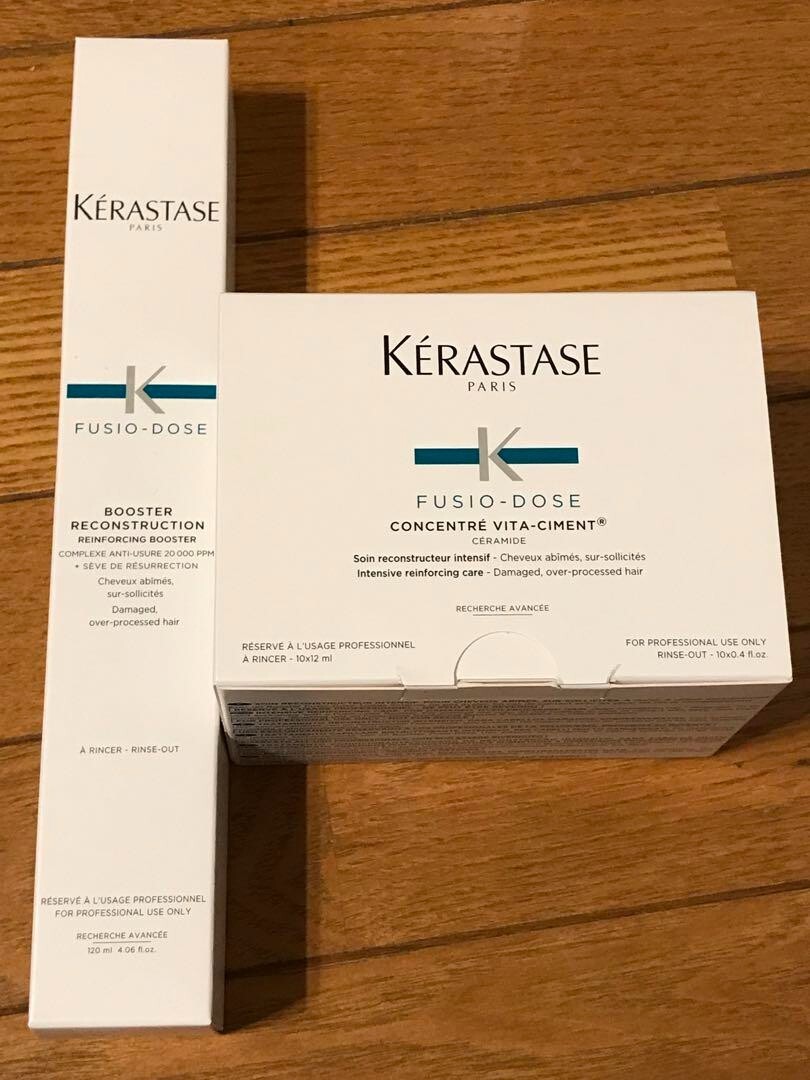 KÉRASTASE
PARIS
K
FUSIO-DOSE
BOOSTER
RECONSTRUCTION
REINFORCING BOOSTER
COMPLEXE ANTI-USURE 20 000 PPM
+ SÈVE DE RÉSURRECTION
Cheveux abîmés,
sur-sollicités
Damaged,
over-processed hair
À RINCER - RINSE-OUT
RÉSERVÉ À L'USAGE PROFESSIONNEL
FOR PROFESSIONAL USE ONLY
RECHERCHE AVANCÉE
120 ml 4.06 fl.oz.
KÉRASTASE
PARIS
K
FUSIO-DOSE
CONCENTRÉ VITA-CIMENT®
CÉRAMIDE
Soin reconstructeur intensif - Cheveux abîmés, sur-sollicités
Intensive reinforcing care - Damaged, over-processed hair
RECHERCHE AVANCÉE
RÉSERVÉ À L'USAGE PROFESSIONNEL
À RINCER - 10x12 ml
FOR PROFESSIONAL USE ONLY
RINSE-OUT - 10x0.4 fl.oz.